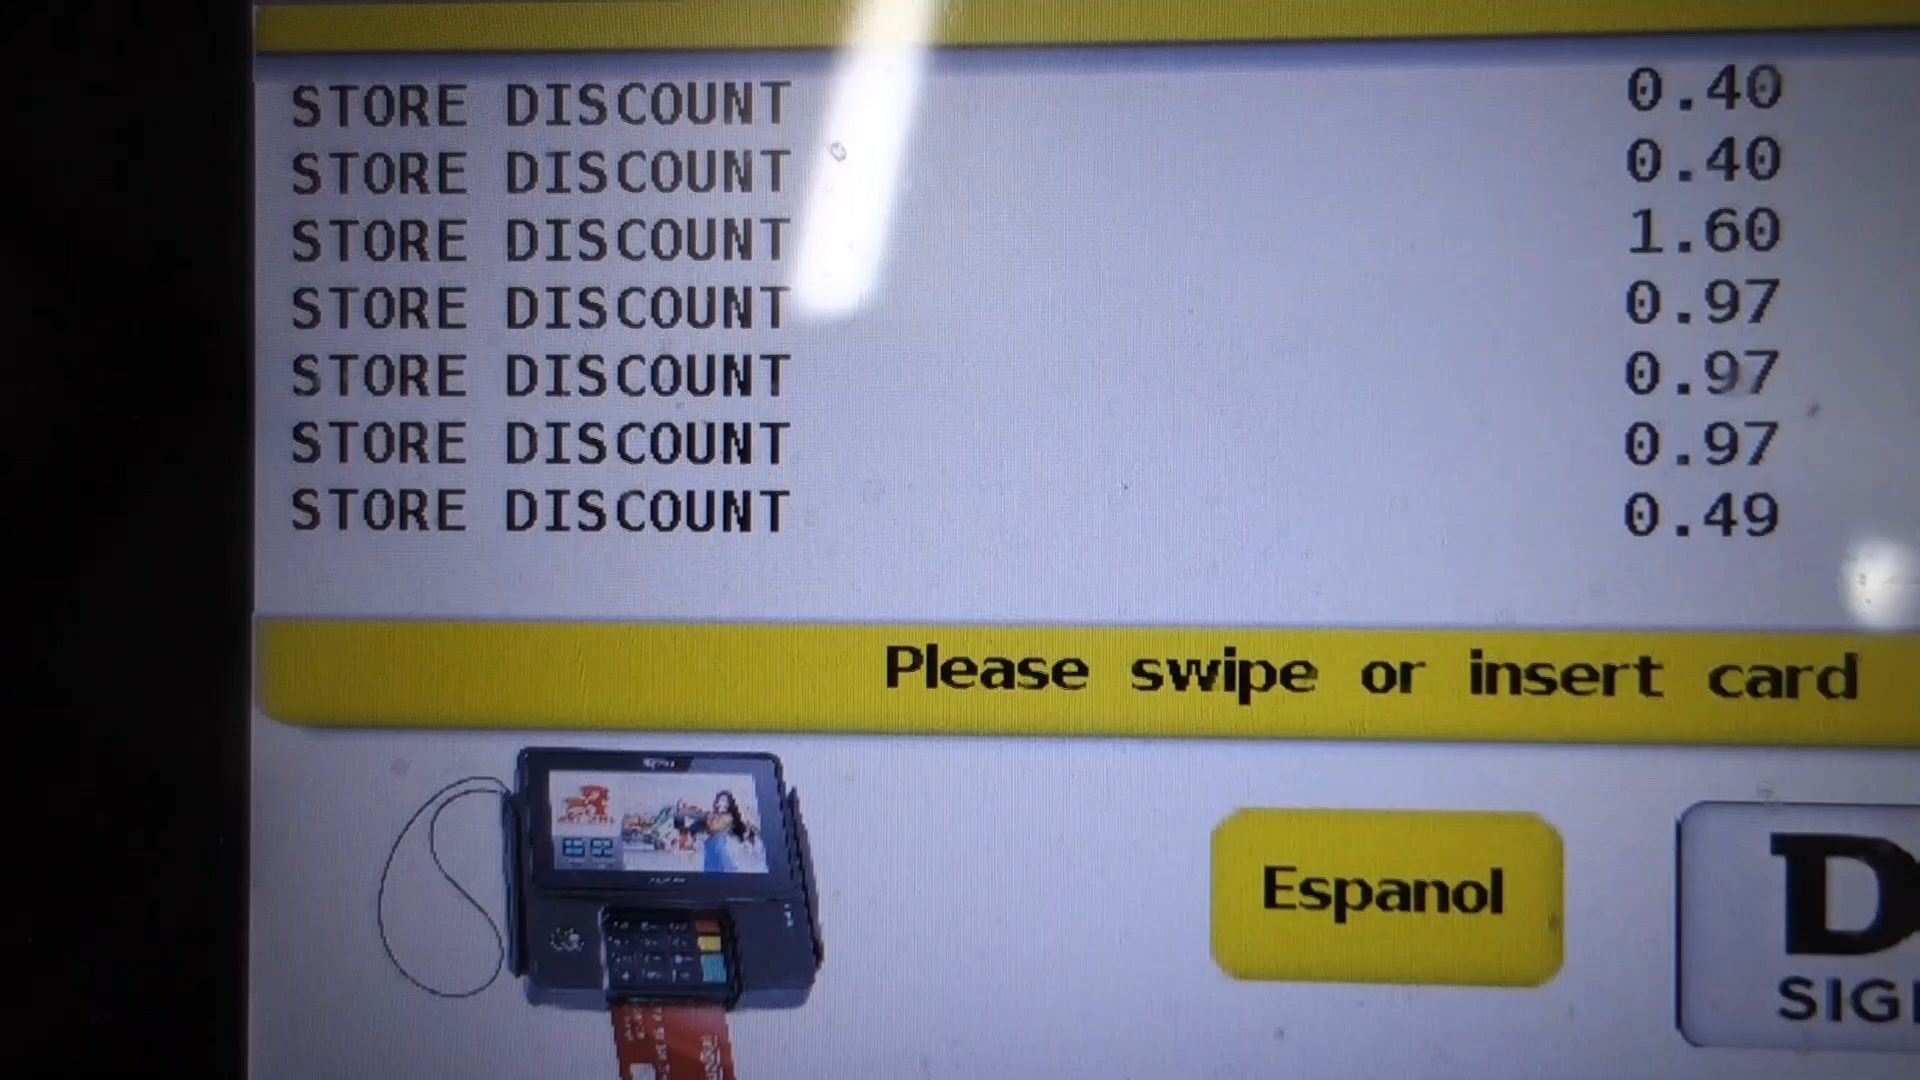 STORE DISCOUNT 0.40
STORE DISCOUNT 0.40
STORE DISCOUNT 1.60
STORE DISCOUNT 0.97
STORE DISCOUNT 0.97
STORE DISCOUNT 0.97
STORE DISCOUNT 0.49
Please swipe or insert card
Espanol
D
SIG